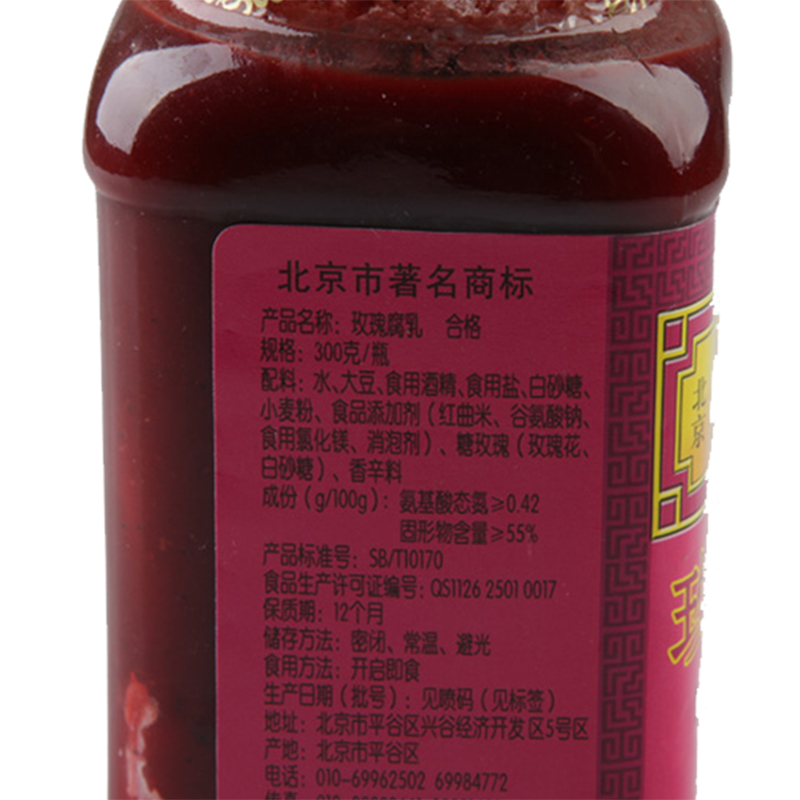 北京市著名商标
产品名称：玫瑰腐乳 合格
规格：300克/瓶
配料：水、大豆、食用酒精、食用盐、白砂糖、
小麦粉、食品添加剂（红曲米、谷氨酸钠、
食用氯化镁、消泡剂）、糖玫瑰（玫瑰花、
白砂糖）、香辛料
成份（g/100g）：氨基酸态氮≥0.42
固形物含量≥55%
产品标准号：SB/T10170
食品生产许可证编号：QS1126 2501 0017
保质期：12个月
储存方法：密闭、常温、避光
食用方法：开启即食
生产日期（批号）：见喷码（见标签）
地址：北京市平谷区兴谷经济开发区5号区
产地：北京市平谷区
电话：010-69962502 69984772
北
京